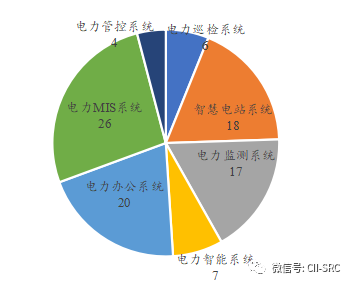 电力管控系统
4
电力巡检系统
6
智慧电站系统
18
电力监测系统
17
电力智能系统
7
电力办公系统
20
电力MIS系统
26
微信号: CII-SRC